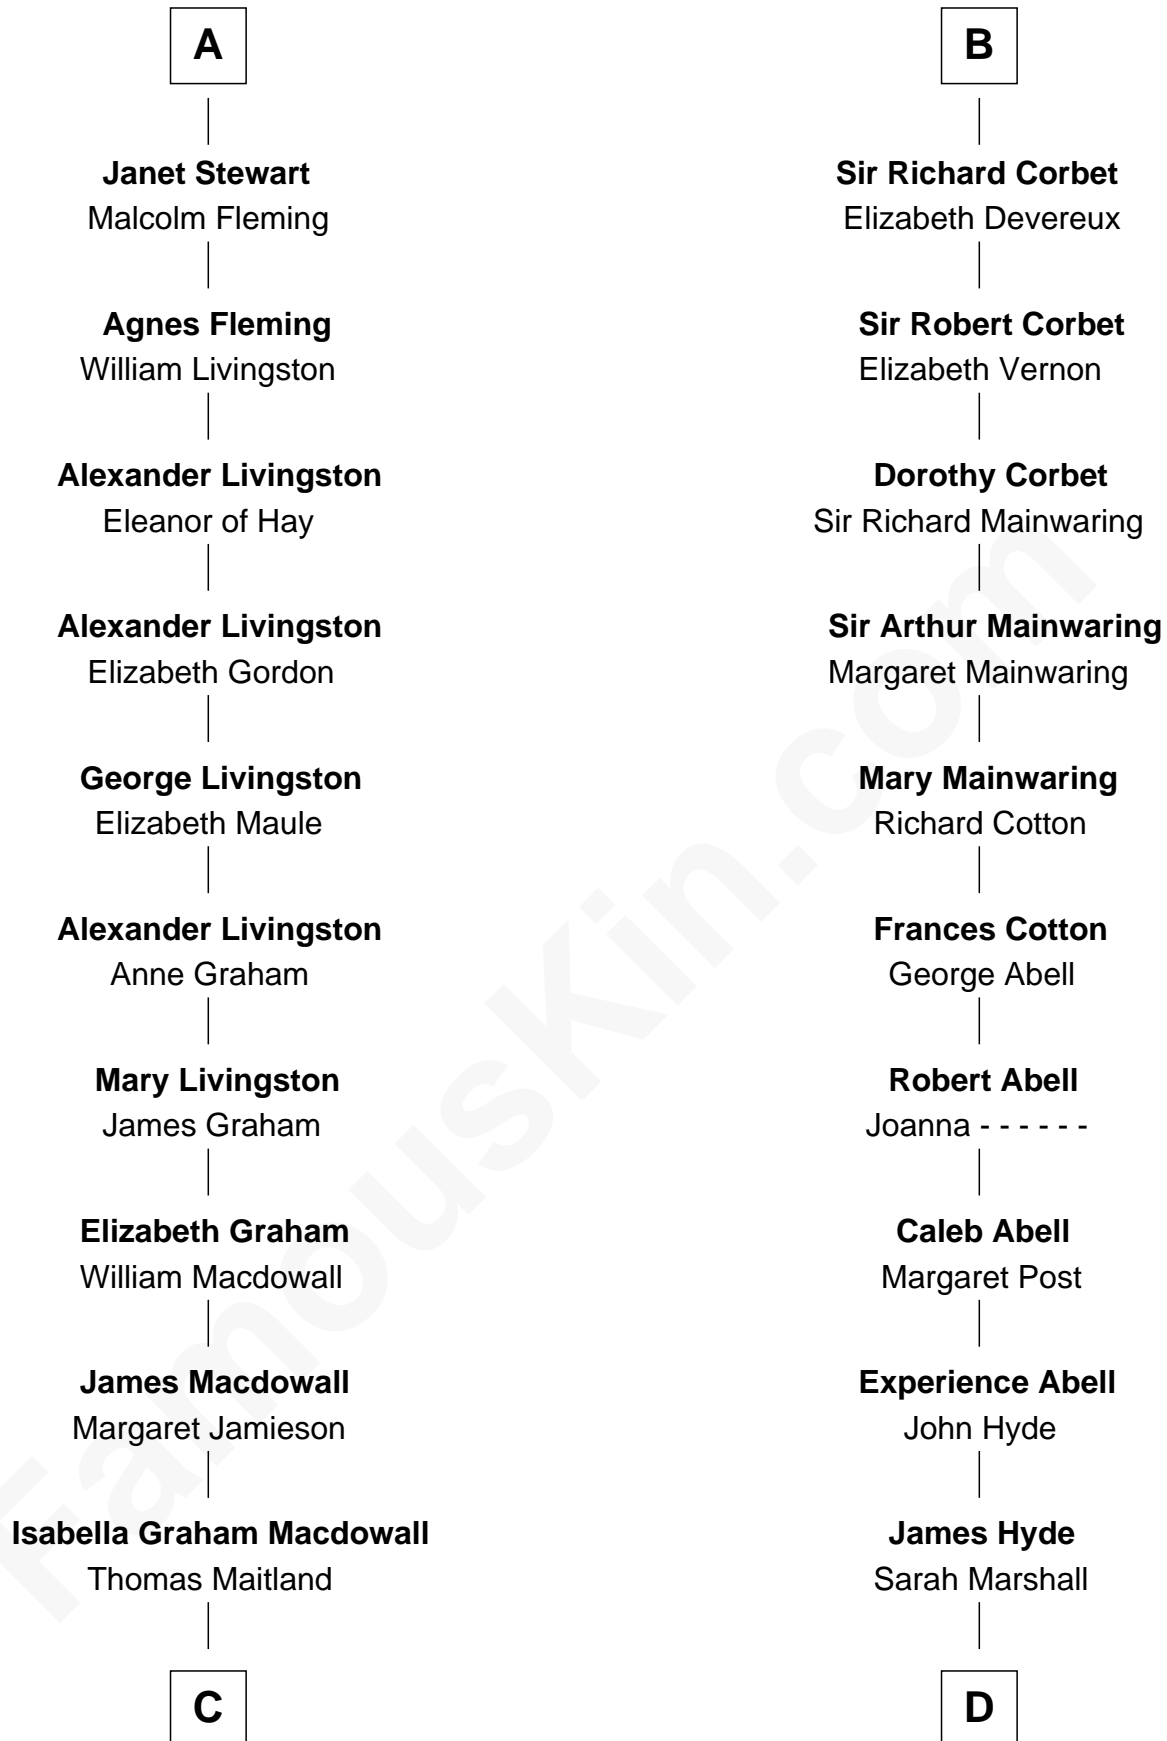 A
Janet Stewart
Malcolm Fleming
Agnes Fleming
William Livingston
Alexander Livingston
Eleanor of Hay
Alexander Livingston
Elizabeth Gordon
George Livingston
Elizabeth Maule
Alexander Livingston
Anne Graham
Mary Livingston
James Graham
Elizabeth Graham
William Macdowall
James Macdowall
Margaret Jamieson
Isabella Graham Macdowall
Thomas Maitland
C
B
Sir Richard Corbet
Elizabeth Devereux
Sir Robert Corbet
Elizabeth Vernon
Dorothy Corbet
Sir Richard Mainwaring
Sir Arthur Mainwaring
Margaret Mainwaring
Mary Mainwaring
Richard Cotton
Frances Cotton
George Abell
Robert Abell
Joanna - - - - - -
Caleb Abell
Margaret Post
Experience Abell
John Hyde
James Hyde
Sarah Marshall
D
FamousKin.com